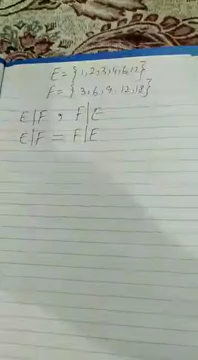 E = {1,2,3,4,6,12}
F = {3,6,9,12,18}
E|F , F|E
E|F = F|E